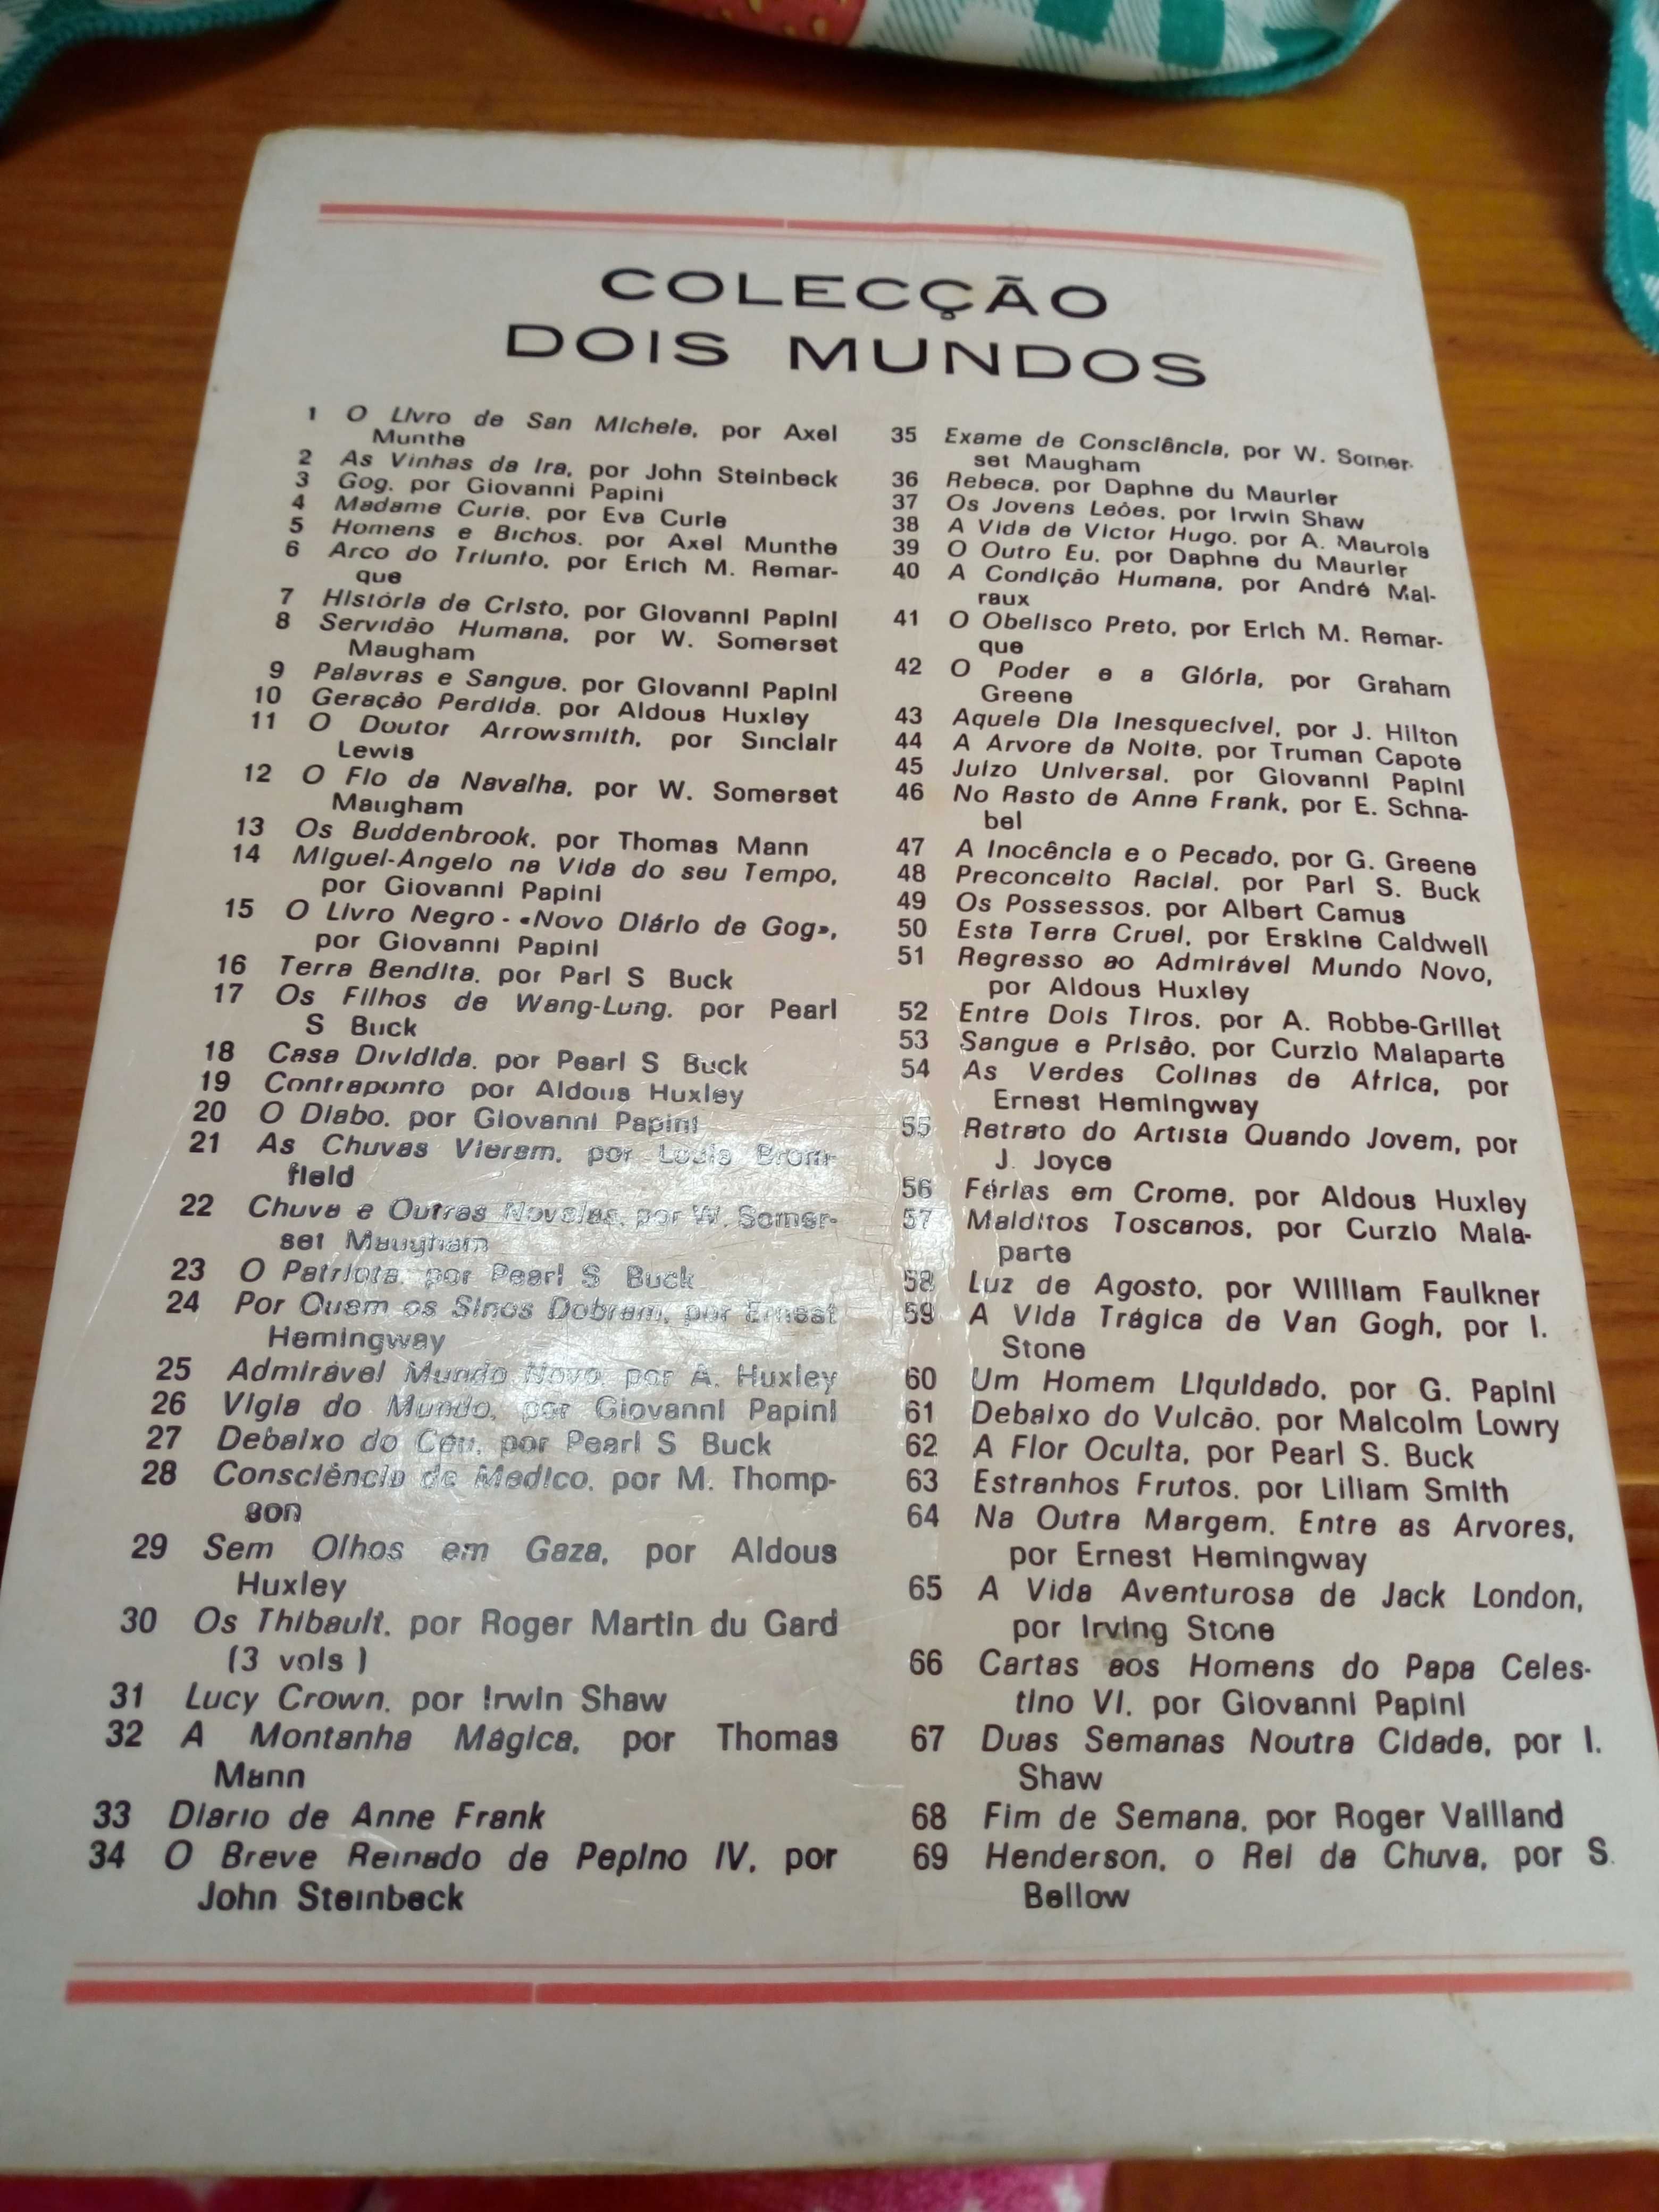 COLECÇÃO
DOIS MUNDOS
1 O Livro de San Michele, por Axel
Munthe
2 As Vinhas da Ira, por John Steinbeck
3 Gog, por Giovanni Papini
4 Madame Curie, por Eva Curie
5 Homens e Bichos, por Axel Munthe
6 Arco do Triunto, por Erich M. Remar-
que
7 História de Cristo, por Giovanni Papini
8 Servidão Humana, por W. Somerset
Maugham
9 Palavras e Sangue, por Giovanni Papini
10 Geração Perdida, por Aldous Huxley
11 O Doutor Arrowsmith, por Sinclair
Lewis
12 O Fio da Navalha, por W. Somerset
Maugham
13 Os Buddenbrook, por Thomas Mann
14 Miguel-Angelo na Vida do seu Tempo,
por Giovanni Papini
15 O Livro Negro - «Novo Diário de Gog»,
por Giovanni Papini
16 Terra Bendita, por Parl S Buck
17 Os Filhos de Wang-Lung, por Pearl
S Buck
18 Casa Dividida, por Pearl S Buck
19 Contraponto por Aldous Huxley
20 O Diabo, por Giovanni Papini
21 As Chuvas Vieram, por Louis Brom-
field
22 Chuva e Outras Novelas, por W. Somer-
set Maugham
23 O Patriota, por Pearl S Buck
24 Por Quem os Sinos Dobram, por Ernest
Hemingway
25 Admirável Mundo Novo, por A. Huxley
26 Vigia do Mundo, por Giovanni Papini
27 Debaixo do Céu, por Pearl S Buck
28 Consciência de Medico, por M. Thomp-
son
29 Sem Olhos em Gaza, por Aldous
Huxley
30 Os Thibault, por Roger Martin du Gard
(3 vols )
31 Lucy Crown, por Irwin Shaw
32 A Montanha Mágica, por Thomas
Mann
33 Diario de Anne Frank
34 O Breve Reinado de Pepino IV, por
John Steinbeck
35 Exame de Consciência, por W. Somer-
set Maugham
36 Rebeca, por Daphne du Maurier
37 Os Jovens Leões, por Irwin Shaw
38 A Vida de Victor Hugo, por A. Maurois
39 O Outro Eu, por Daphne du Maurier
40 A Condição Humana, por André Mal-
raux
41 O Obelisco Preto, por Erich M. Remar-
que
42 O Poder e a Glória, por Graham
Greene
43 Aquele Dia Inesquecível, por J. Hilton
44 A Arvore da Noite, por Truman Capote
45 Juizo Universal, por Giovanni Papini
46 No Rasto de Anne Frank, por E. Schna-
bel
47 A Inocência e o Pecado, por G. Greene
48 Preconceito Racial, por Parl S. Buck
49 Os Possessos, por Albert Camus
50 Esta Terra Cruel, por Erskine Caldwell
51 Regresso ao Admirável Mundo Novo,
por Aldous Huxley
52 Entre Dois Tiros, por A. Robbe-Grillet
53 Sangue e Prisão, por Curzio Malaparte
54 As Verdes Colinas de Africa, por
Ernest Hemingway
55 Retrato do Artista Quando Jovem, por
J. Joyce
56 Férias em Crome, por Aldous Huxley
57 Malditos Toscanos, por Curzio Mala-
parte
58 Luz de Agosto, por William Faulkner
59 A Vida Trágica de Van Gogh, por I.
Stone
60 Um Homem Liquidado, por G. Papini
61 Debaixo do Vulcão, por Malcolm Lowry
62 A Flor Oculta, por Pearl S. Buck
63 Estranhos Frutos, por Liliam Smith
64 Na Outra Margem, Entre as Arvores,
por Ernest Hemingway
65 A Vida Aventurosa de Jack London,
por Irving Stone
66 Cartas aos Homens do Papa Celes-
tino VI, por Giovanni Papini
67 Duas Semanas Noutra Cidade, por I.
Shaw
68 Fim de Semana, por Roger Vailland
69 Henderson, o Rei da Chuva, por S.
Bellow